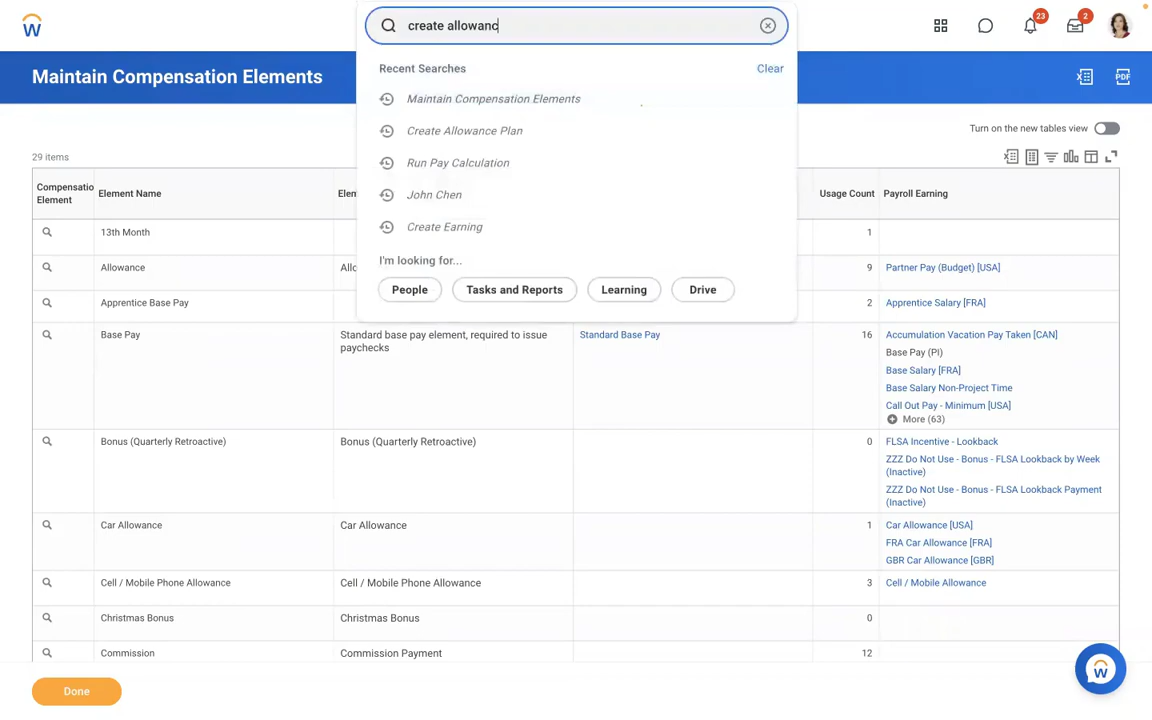 create allowanc
23
2
Maintain Compensation Elements
PDF
Recent Searches
Clear
Maintain Compensation Elements
Create Allowance Plan
Run Pay Calculation
John Chen
Create Earning
I'm looking for...
People
Tasks and Reports
Learning
Drive
Turn on the new tables view
29 items
Compensatio
Element
Element Name
Elen
Usage Count
Payroll Earning
13th Month
1
Allowance
Allo
9
Partner Pay (Budget) [USA]
Apprentice Base Pay
2
Apprentice Salary [FRA]
Base Pay
Standard base pay element, required to issue
paychecks
Standard Base Pay
16
Accumulation Vacation Pay Taken [CAN]
Base Pay (PI)
Base Salary [FRA]
Base Salary Non-Project Time
Call Out Pay - Minimum [USA]
More (63)
Bonus (Quarterly Retroactive)
Bonus (Quarterly Retroactive)
0
FLSA Incentive - Lookback
ZZZ Do Not Use - Bonus - FLSA Lookback by Week
(Inactive)
ZZZ Do Not Use - Bonus - FLSA Lookback Payment
(Inactive)
Car Allowance
Car Allowance
1
Car Allowance [USA]
FRA Car Allowance [FRA]
GBR Car Allowance [GBR]
Cell / Mobile Phone Allowance
Cell / Mobile Phone Allowance
3
Cell / Mobile Allowance
Christmas Bonus
Christmas Bonus
0
Commission
Commission Payment
12
Done